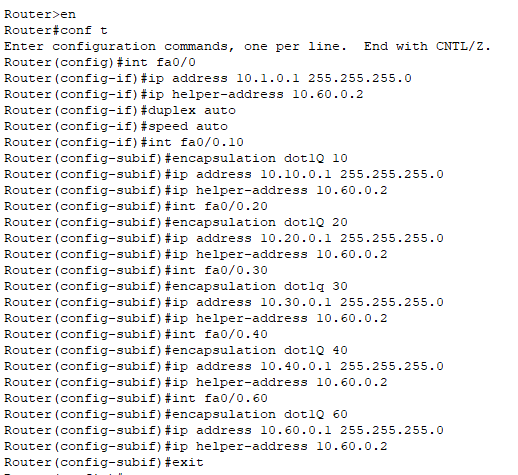 Router>en
Router#conf t
Enter configuration commands, one per line.  End with CNTL/Z.
Router(config)#int fa0/0
Router(config-if)#ip address 10.1.0.1 255.255.255.0
Router(config-if)#ip helper-address 10.60.0.2
Router(config-if)#duplex auto
Router(config-if)#speed auto
Router(config-if)#int fa0/0.10
Router(config-subif)#encapsulation dot1Q 10
Router(config-subif)#ip address 10.10.0.1 255.255.255.0
Router(config-subif)#ip helper-address 10.60.0.2
Router(config-subif)#int fa0/0.20
Router(config-subif)#encapsulation dot1Q 20
Router(config-subif)#ip address 10.20.0.1 255.255.255.0
Router(config-subif)#ip helper-address 10.60.0.2
Router(config-subif)#int fa0/0.30
Router(config-subif)#encapsulation dot1q 30
Router(config-subif)#ip address 10.30.0.1 255.255.255.0
Router(config-subif)#ip helper-address 10.60.0.2
Router(config-subif)#int fa0/0.40
Router(config-subif)#encapsulation dot1Q 40
Router(config-subif)#ip address 10.40.0.1 255.255.255.0
Router(config-subif)#ip helper-address 10.60.0.2
Router(config-subif)#int fa0/0.60
Router(config-subif)#encapsulation dot1Q 60
Router(config-subif)#ip address 10.60.0.1 255.255.255.0
Router(config-subif)#ip helper-address 10.60.0.2
Router(config-subif)#exit